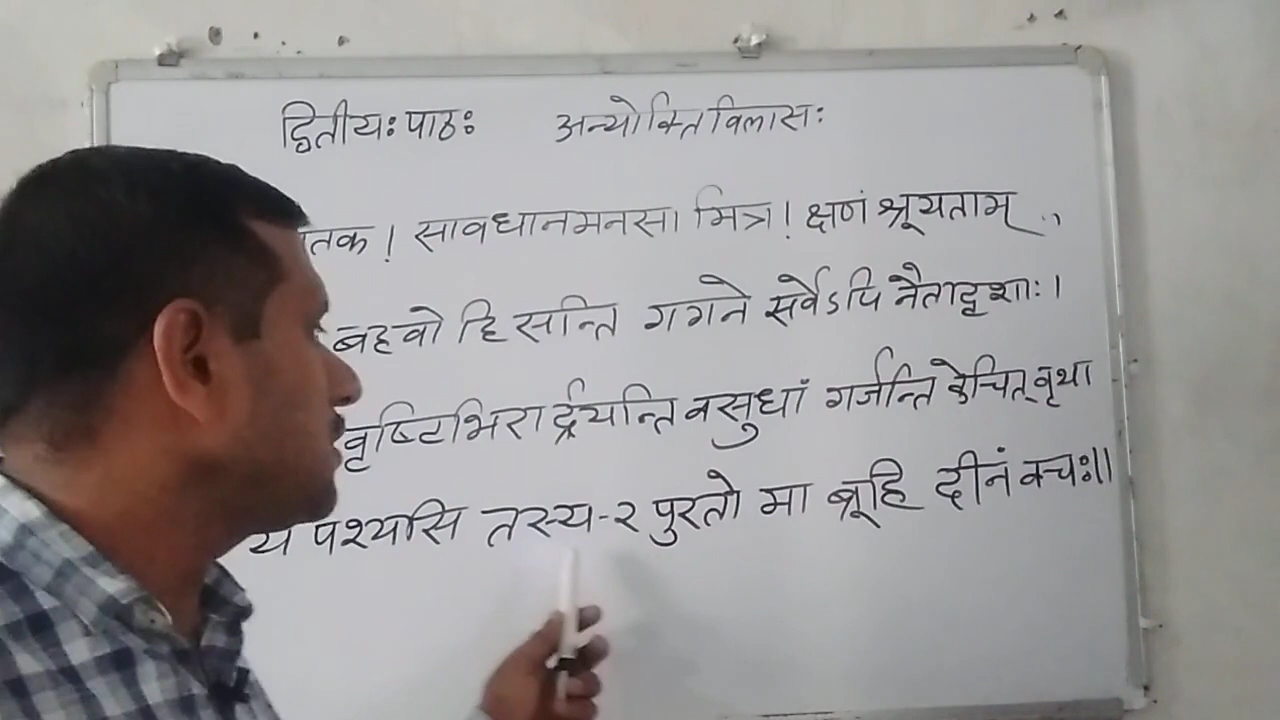 द्वितीयः पाठः अन्योक्तिविलासः
तक ! सावधानमनसा मित्र ! क्षणं श्रूयताम्
बहवो हि सन्ति गगने सर्वेऽपि नैतादृशाः ।
वृष्टिभिरार्द्रयन्ति वसुधां गर्जन्ति केचित् वृथा
यं पश्यसि तस्य-२ पुरतो मा ब्रूहि दीनं वचः॥